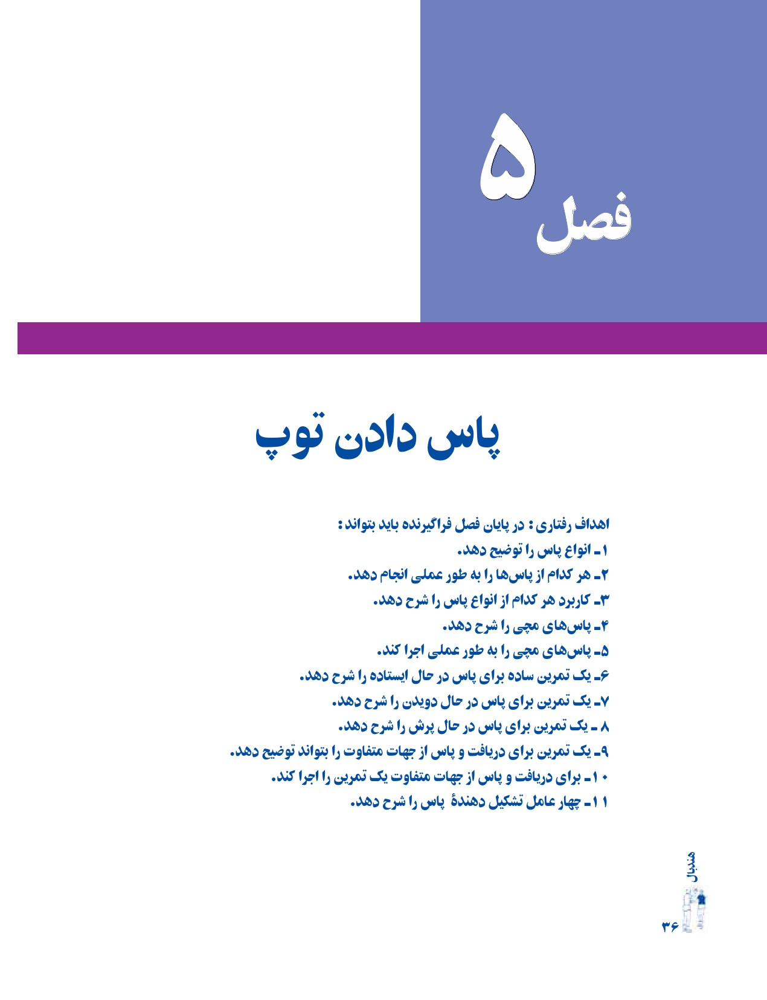 فصل ۵
پاس دادن توپ
اهداف رفتاری : در پایان فصل فراگیرنده باید بتواند :
۱ـ انواع پاس را توضیح دهد.
۲ـ هر کدام از پاس‌ها را به طور عملی انجام دهد.
۳ـ کاربرد هر کدام از انواع پاس را شرح دهد.
۴ـ پاس‌های مچی را شرح دهد.
۵ـ پاس‌های مچی را به طور عملی اجرا کند.
۶ـ یک تمرین ساده برای پاس در حال ایستاده را شرح دهد.
۷ـ یک تمرین برای پاس در حال دویدن را شرح دهد.
۸ ـ یک تمرین برای پاس در حال پرش را شرح دهد.
۹ـ یک تمرین برای دریافت و پاس از جهات متفاوت را بتواند توضیح دهد.
۱۰ـ برای دریافت و پاس از جهات متفاوت یک تمرین را اجرا کند.
۱۱ـ چهار عامل تشکیل دهندهٔ پاس را شرح دهد.
هندبال
۳۶